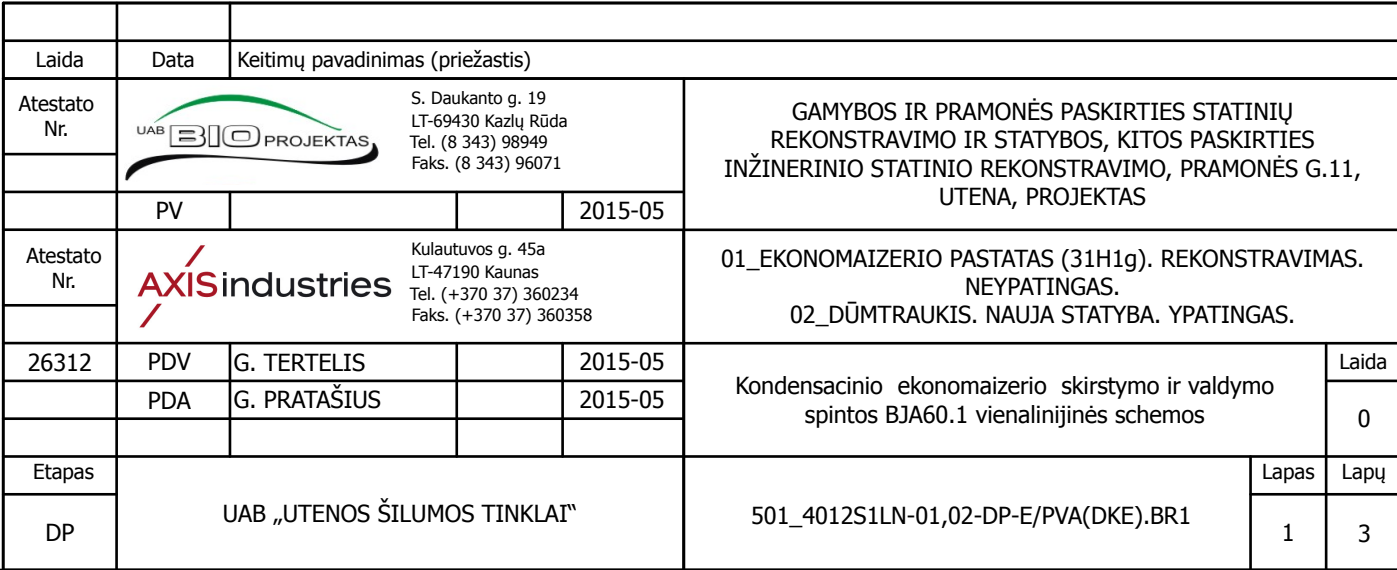 Laida Data Keitimų pavadinimas (priežastis)
Atestato
Nr.
UAB BIO PROJEKTAS
S. Daukanto g. 19
LT-69430 Kazlų Rūda
Tel. (8 343) 98949
Faks. (8 343) 96071
GAMYBOS IR PRAMONĖS PASKIRTIES STATINIŲ
REKONSTRAVIMO IR STATYBOS, KITOS PASKIRTIES
INŽINERINIO STATINIO REKONSTRAVIMO, PRAMONĖS G.11,
UTENA, PROJEKTAS
PV 2015-05
Atestato
Nr.
AXISindustries
Kulautuvos g. 45a
LT-47190 Kaunas
Tel. (+370 37) 360234
Faks. (+370 37) 360358
01_EKONOMAIZERIO PASTATAS (31H1g). REKONSTRAVIMAS.
NEYPATINGAS.
02_DŪMTRAUKIS. NAUJA STATYBA. YPATINGAS.
26312 PDV G. TERTELIS 2015-05
PDA G. PRATAŠIUS 2015-05
Kondensacinio ekonomaizerio skirstymo ir valdymo
spintos BJA60.1 vienalinijinės schemos
Laida
0
Etapas
DP
UAB „UTENOS ŠILUMOS TINKLAI“
501_4012S1LN-01,02-DP-E/PVA(DKE).BR1
Lapas Lapų
1 3